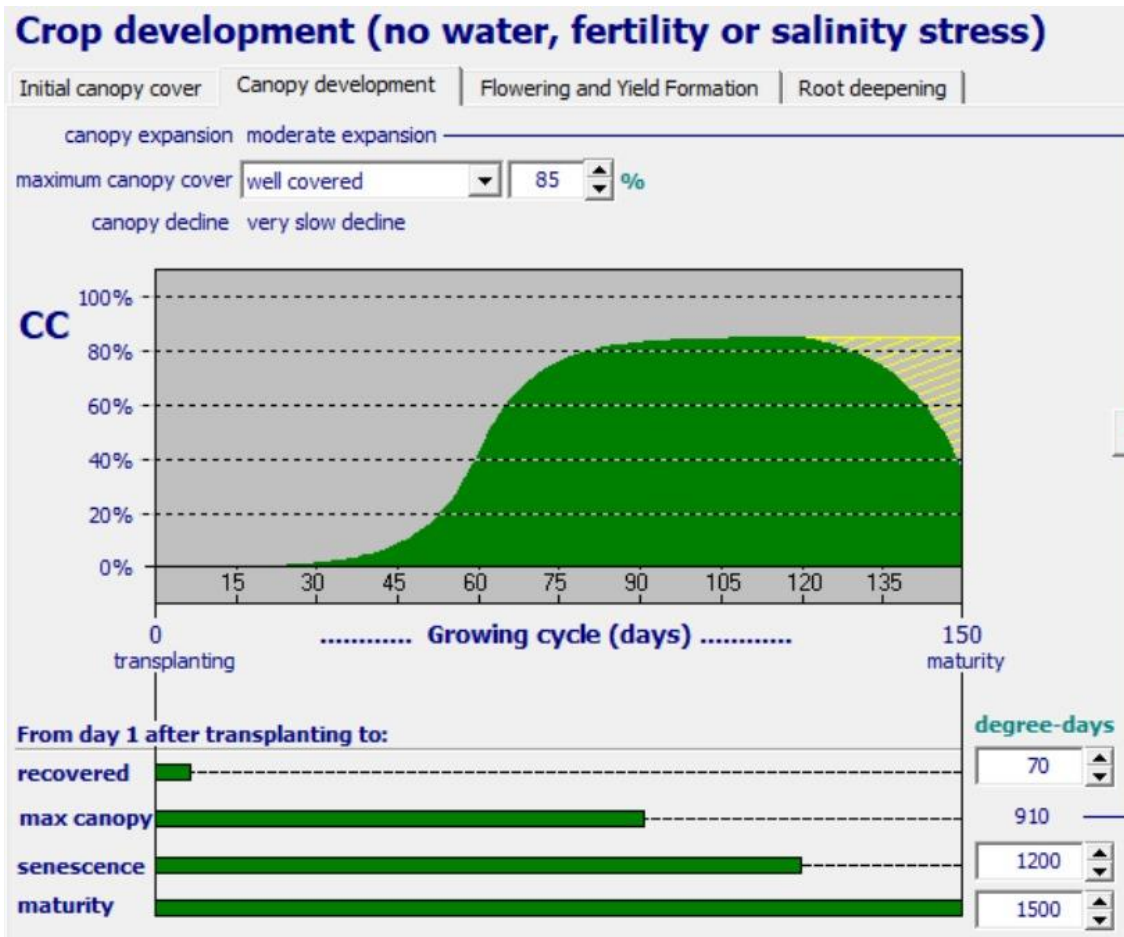 Crop development (no water, fertility or salinity stress)
Initial canopy cover Canopy development Flowering and Yield Formation Root deepening
canopy expansion moderate expansion
maximum canopy cover well covered 85 %
canopy decline very slow decline
CC
100%
80%
60%
40%
20%
0%
15 30 45 60 75 90 105 120 135
0 ............ Growing cycle (days) ............ 150
transplanting maturity
From day 1 after transplanting to: degree-days
recovered 70
max canopy 910
senescence 1200
maturity 1500